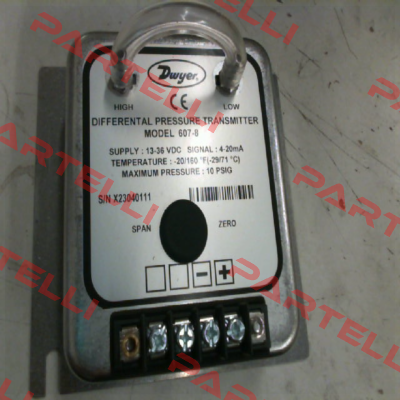 Dwyer
HIGH CE LOW
DIFFERENTIAL PRESSURE TRANSMITTER
MODEL 607-8
SUPPLY : 13-36 VDC SIGNAL : 4-20mA
TEMPERATURE : -20/160 °F(-29/71 °C)
MAXIMUM PRESSURE : 10 PSIG
S/N X23040111
SPAN ZERO
- +
PARTELLI
PARTELLI
PARTELLI
PARTELLI